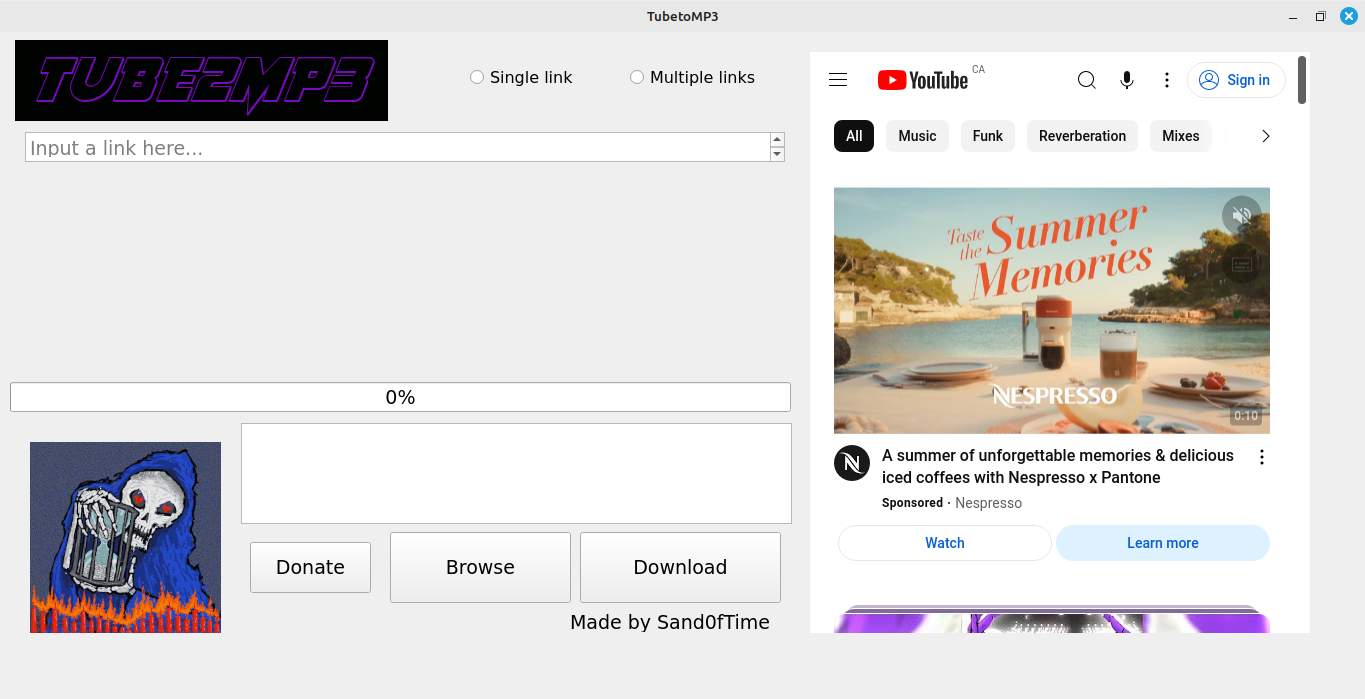 TubetoMP3
TUBE2MP3
Single link
Multiple links
Input a link here...
0%
Donate
Browse
Download
Made by Sand0fTime
YouTube CA
Sign in
All
Music
Funk
Reverberation
Mixes
Taste
the Summer
Memories
NESPRESSO
0:10
N
A summer of unforgettable memories & delicious
iced coffees with Nespresso x Pantone
Sponsored · Nespresso
Watch
Learn more